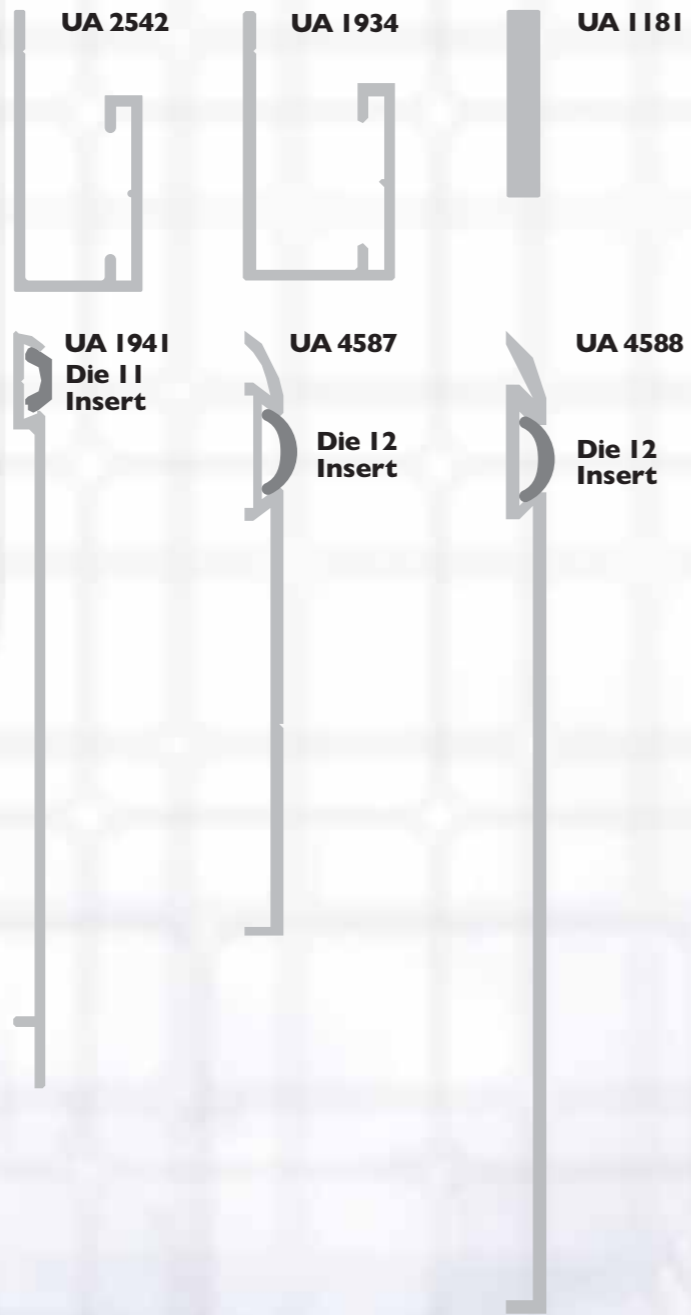 UA 2542
UA 1934
UA 1181
UA 1941
Die 11
Insert
UA 4587
Die 12
Insert
UA 4588
Die 12
Insert